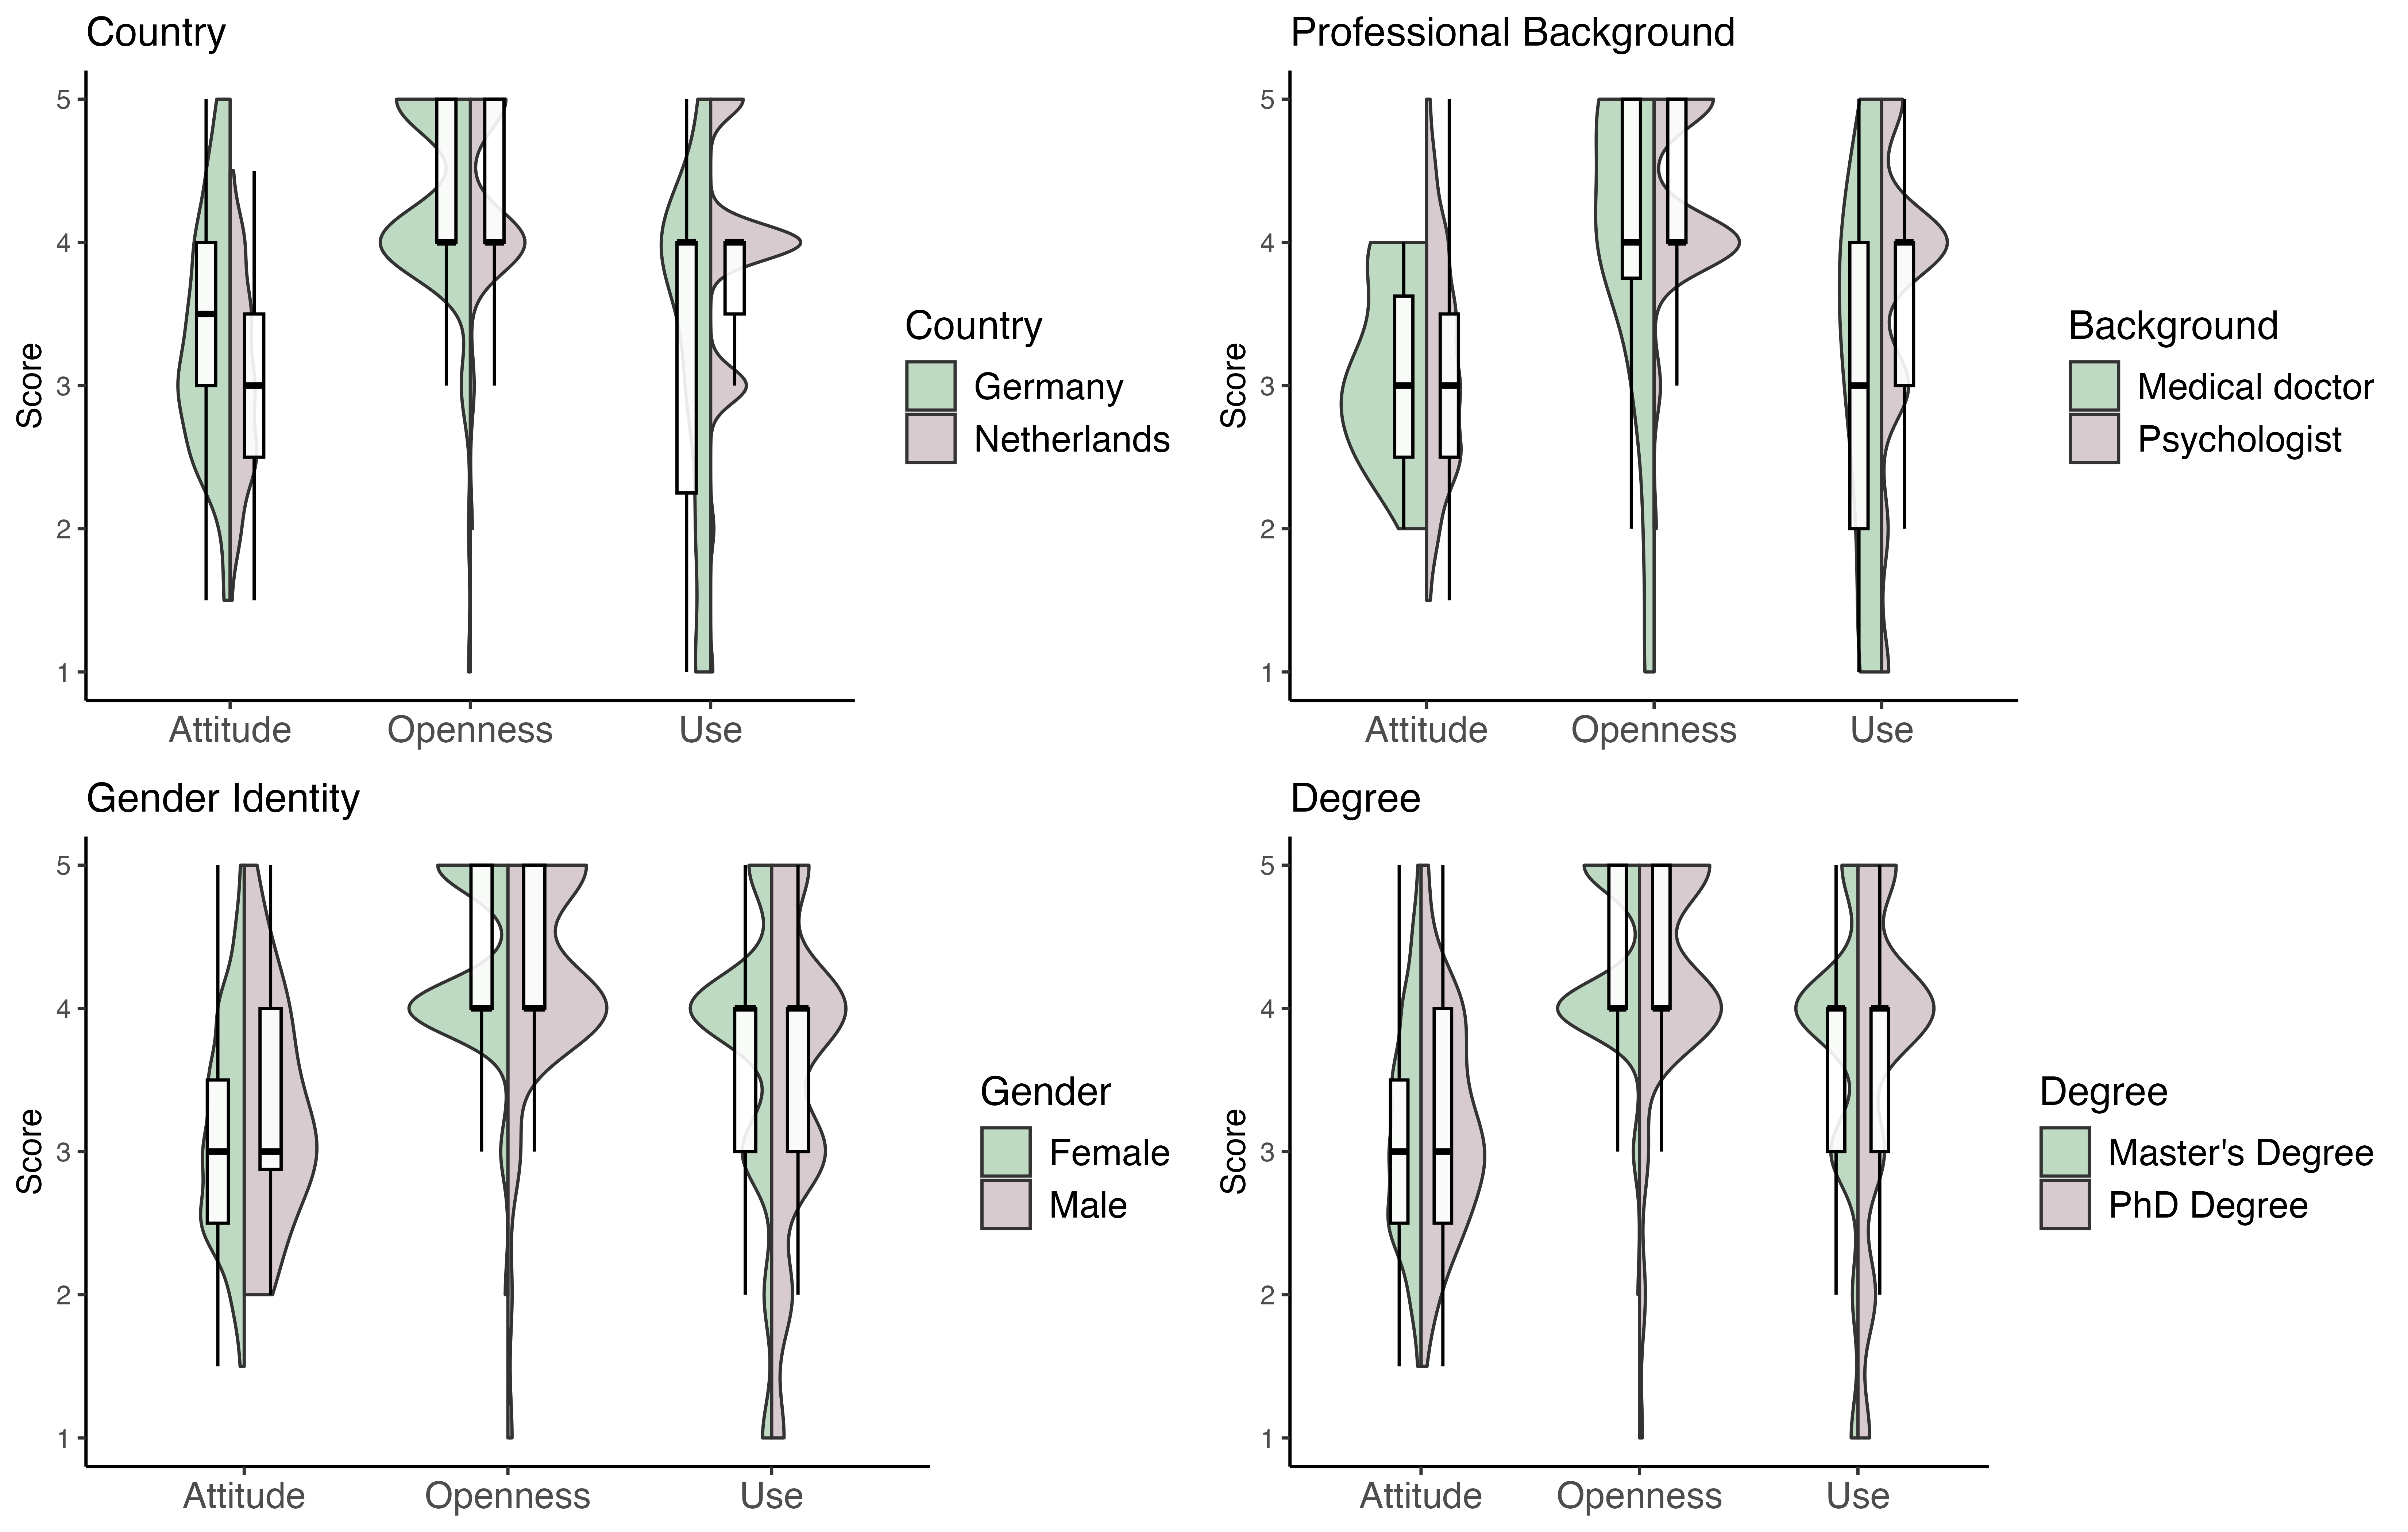 Country
5
4
3
2
1
Score
Attitude Openness Use
Country
Germany
Netherlands
Professional Background
5
4
3
2
1
Score
Attitude Openness Use
Background
Medical doctor
Psychologist
Gender Identity
5
4
3
2
1
Score
Attitude Openness Use
Gender
Female
Male
Degree
5
4
3
2
1
Score
Attitude Openness Use
Degree
Master's Degree
PhD Degree